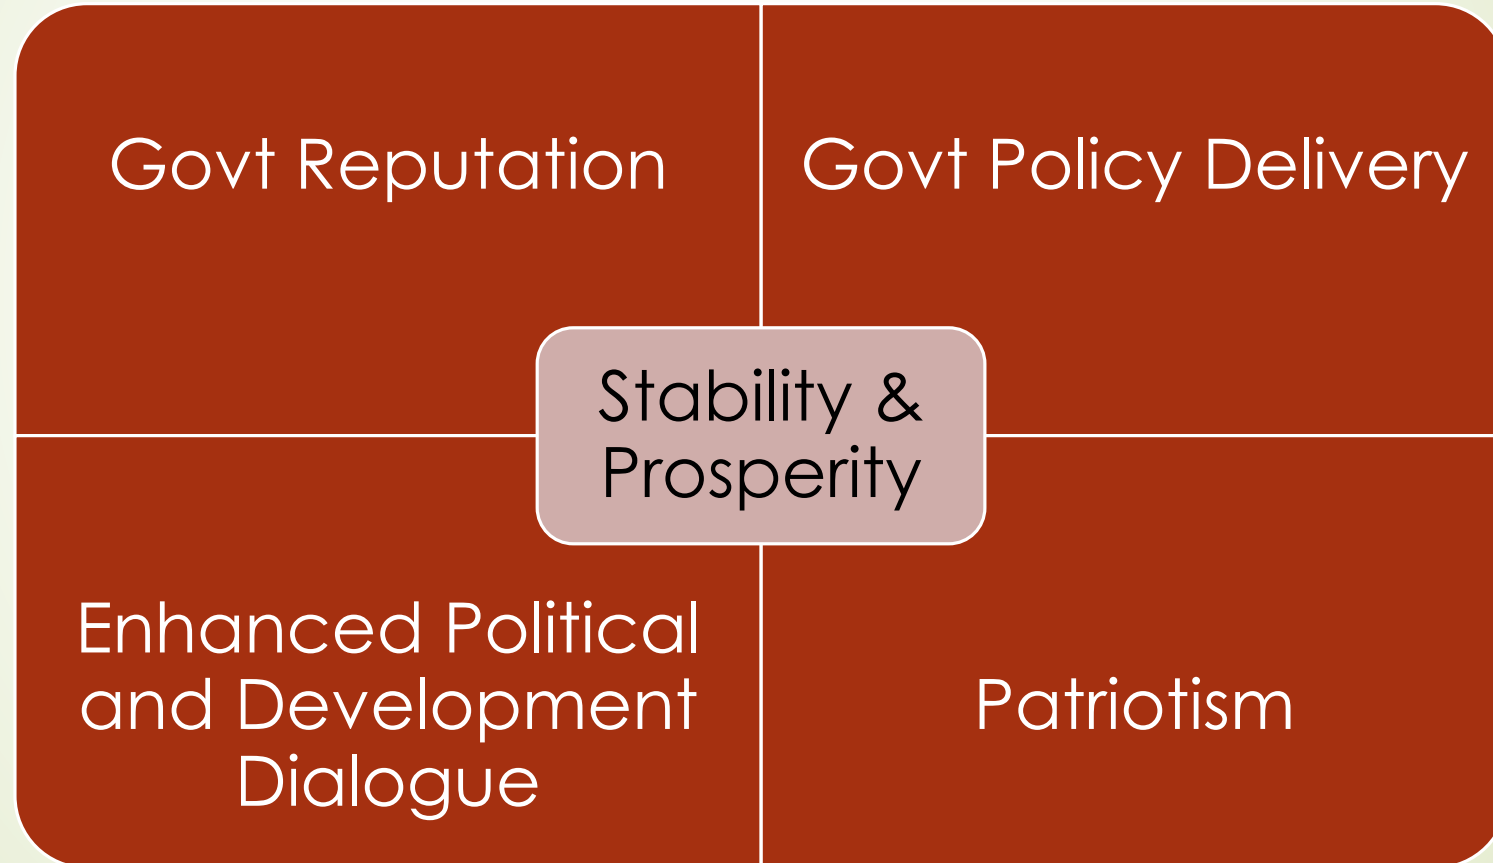 Govt Reputation
Govt Policy Delivery
Stability &
Prosperity
Enhanced Political
and Development
Dialogue
Patriotism